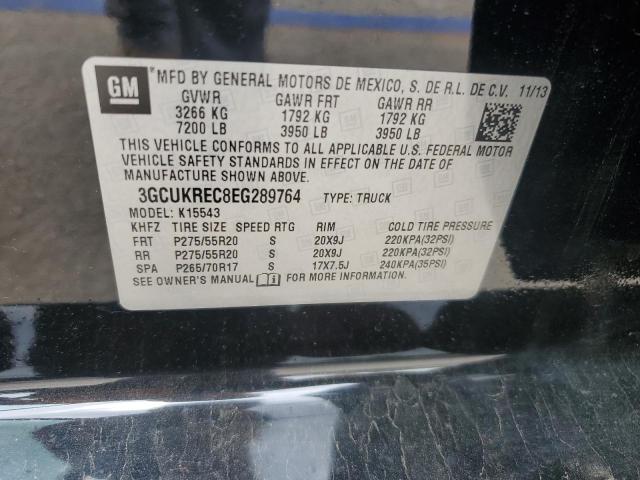 GM MFD BY GENERAL MOTORS DE MEXICO, S. DE R.L. DE C.V. 11/13
GVWR GAWR FRT GAWR RR
3266 KG 1792 KG 1792 KG
7200 LB 3950 LB 3950 LB
THIS VEHICLE CONFORMS TO ALL APPLICABLE U.S. FEDERAL MOTOR
VEHICLE SAFETY STANDARDS IN EFFECT ON THE DATE OF
MANUFACTURE SHOWN ABOVE.
3GCUKREC8EG289764 TYPE: TRUCK
MODEL: K15543
KHFZ TIRE SIZE SPEED RTG RIM COLD TIRE PRESSURE
FRT P275/55R20 S 20X9J 220KPA(32PSI)
RR P275/55R20 S 20X9J 220KPA(32PSI)
SPA P265/70R17 S 17X7.5J 240KPA(35PSI)
SEE OWNER'S MANUAL FOR MORE INFORMATION.